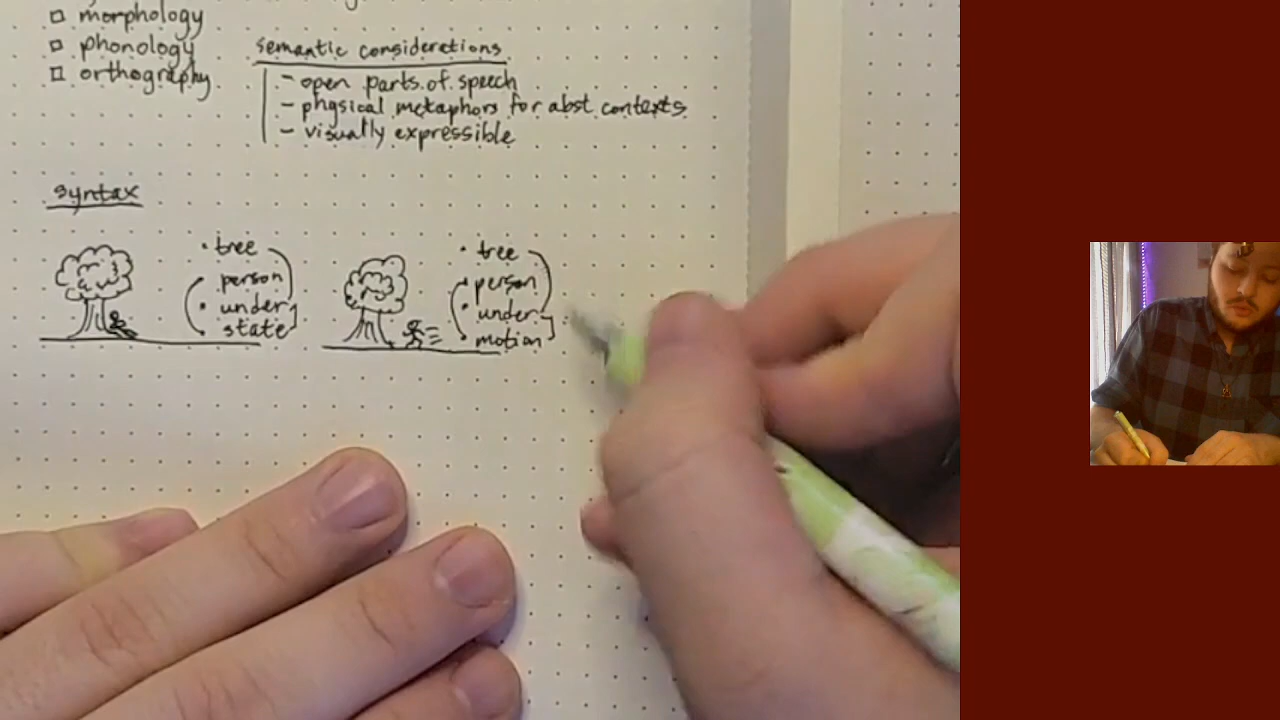 morphology
phonology
orthography
semantic considerations
- open parts of speech
- physical metaphors for abst. contexts
- visually expressible
syntax
• tree
person
• under
state
• tree
• person
• under
• motion